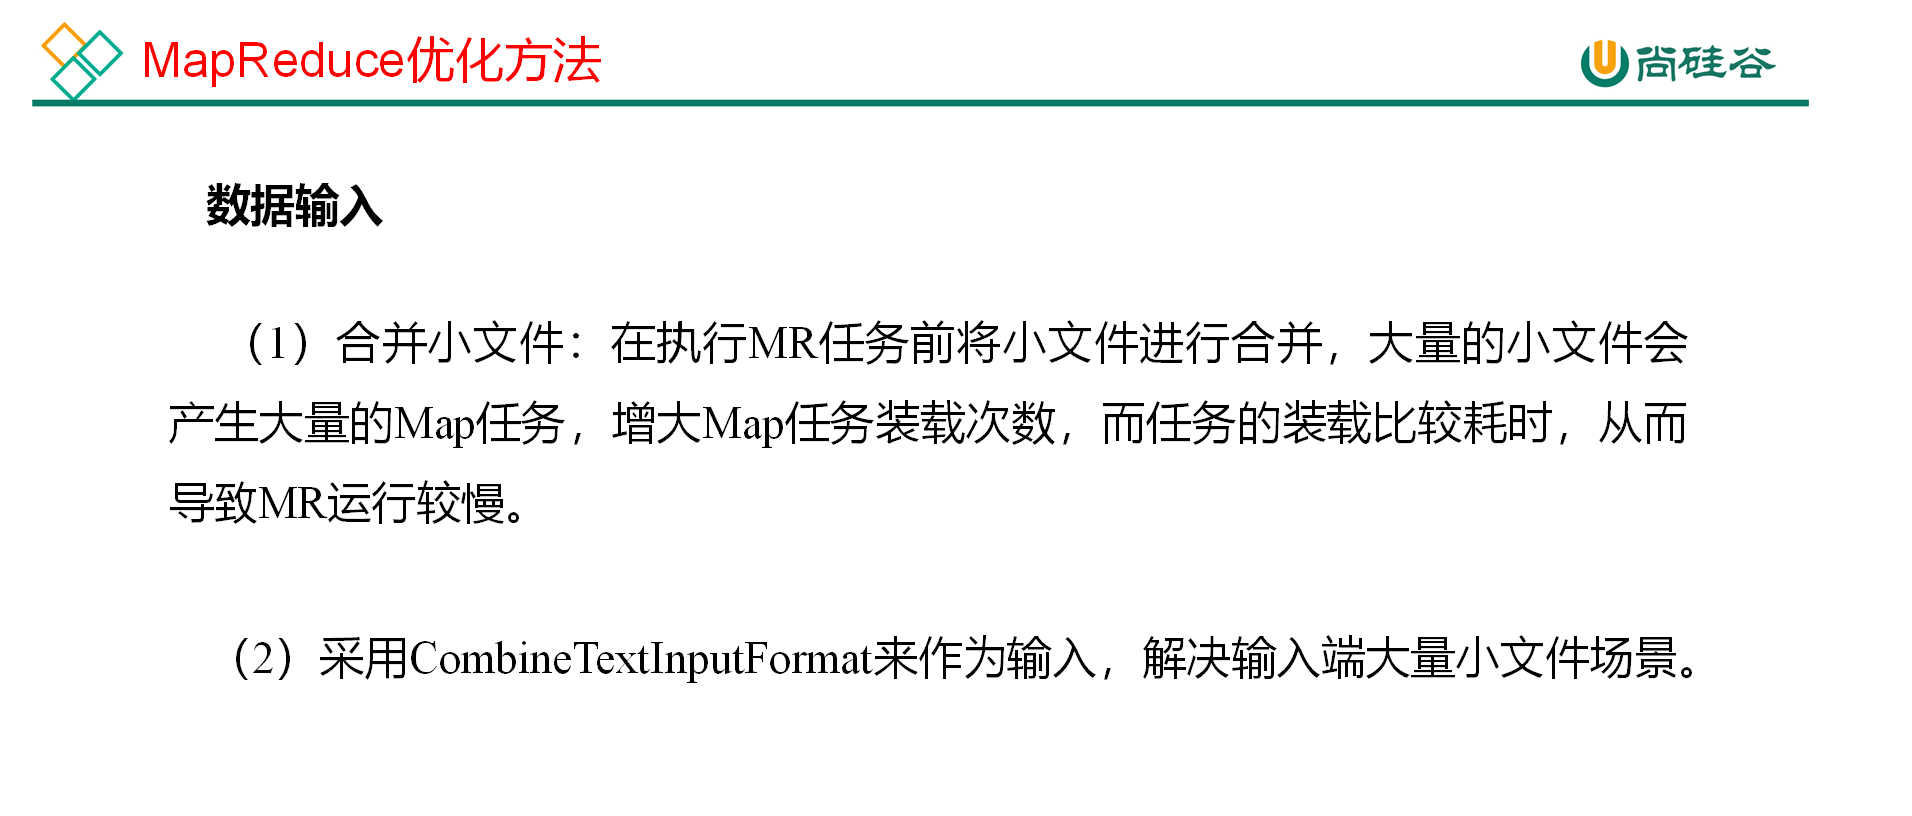 MapReduce优化方法
尚硅谷
数据输入
（1）合并小文件：在执行MR任务前将小文件进行合并，大量的小文件会
产生大量的Map任务，增大Map任务装载次数，而任务的装载比较耗时，从而
导致MR运行较慢。
（2）采用CombineTextInputFormat来作为输入，解决输入端大量小文件场景。